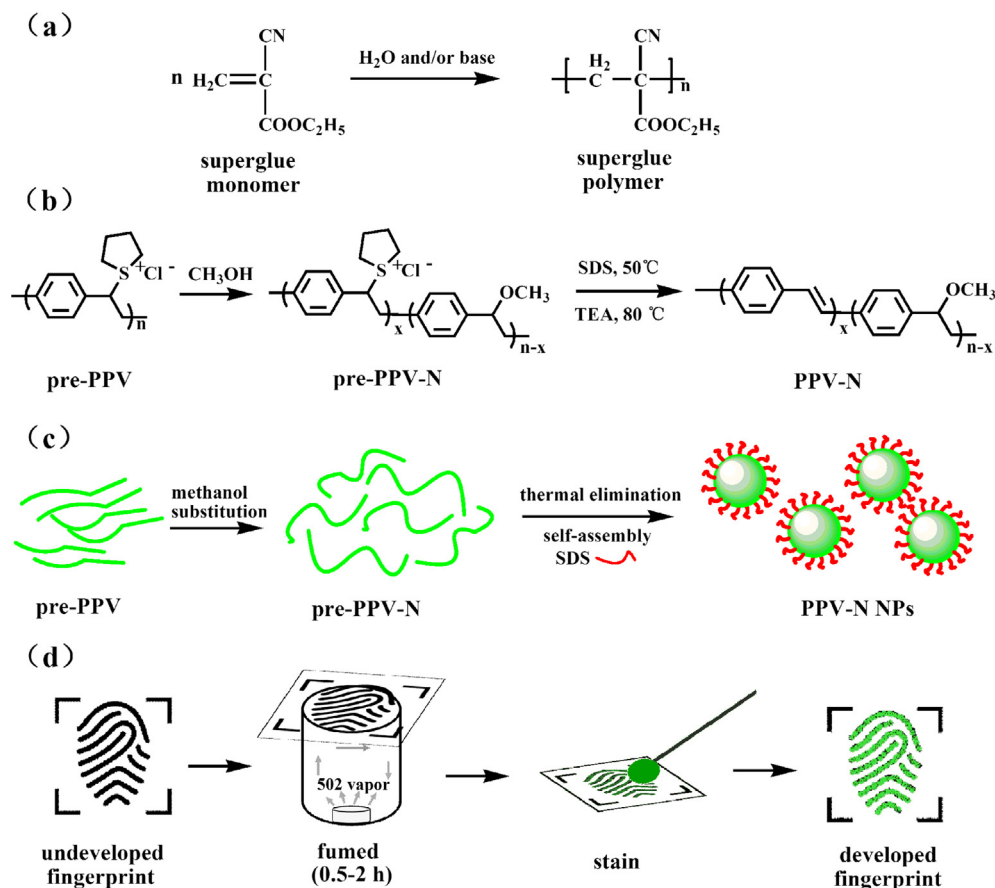 (a)
CN
n H₂C=C
COOC₂H₅
superglue
monomer
H₂O and/or base
CN
H₂
C
C
n
COOC₂H₅
superglue
polymer
(b)
S⁺Cl⁻
n
pre-PPV
CH₃OH
S⁺Cl⁻
OCH₃
x
n-x
pre-PPV-N
SDS, 50℃
TEA, 80 ℃
OCH₃
x
n-x
PPV-N
(c)
pre-PPV
methanol
substitution
pre-PPV-N
thermal elimination
self-assembly
SDS
PPV-N NPs
(d)
undeveloped
fingerprint
502 vapor
fumed
(0.5-2 h)
stain
developed
fingerprint